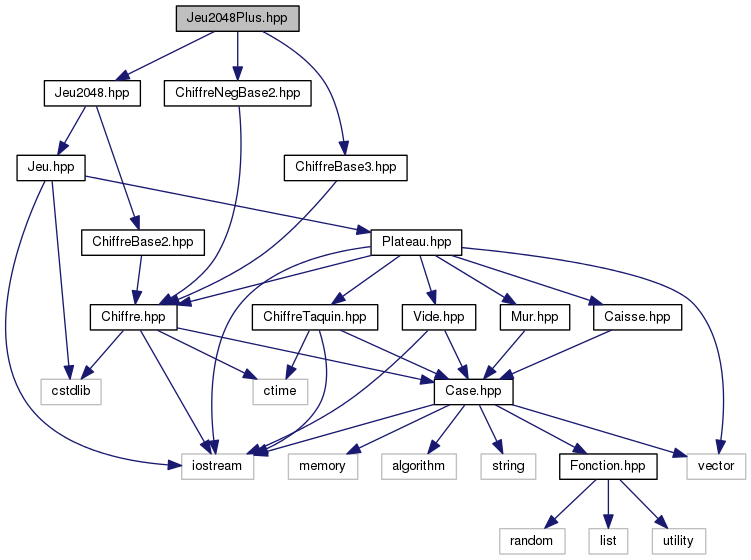 Jeu2048Plus.hpp
Jeu2048.hpp
ChiffreNegBase2.hpp
Jeu.hpp
ChiffreBase3.hpp
ChiffreBase2.hpp
Plateau.hpp
Chiffre.hpp
ChiffreTaquin.hpp
Vide.hpp
Mur.hpp
Caisse.hpp
cstdlib
ctime
Case.hpp
iostream
memory
algorithm
string
Fonction.hpp
vector
random
list
utility